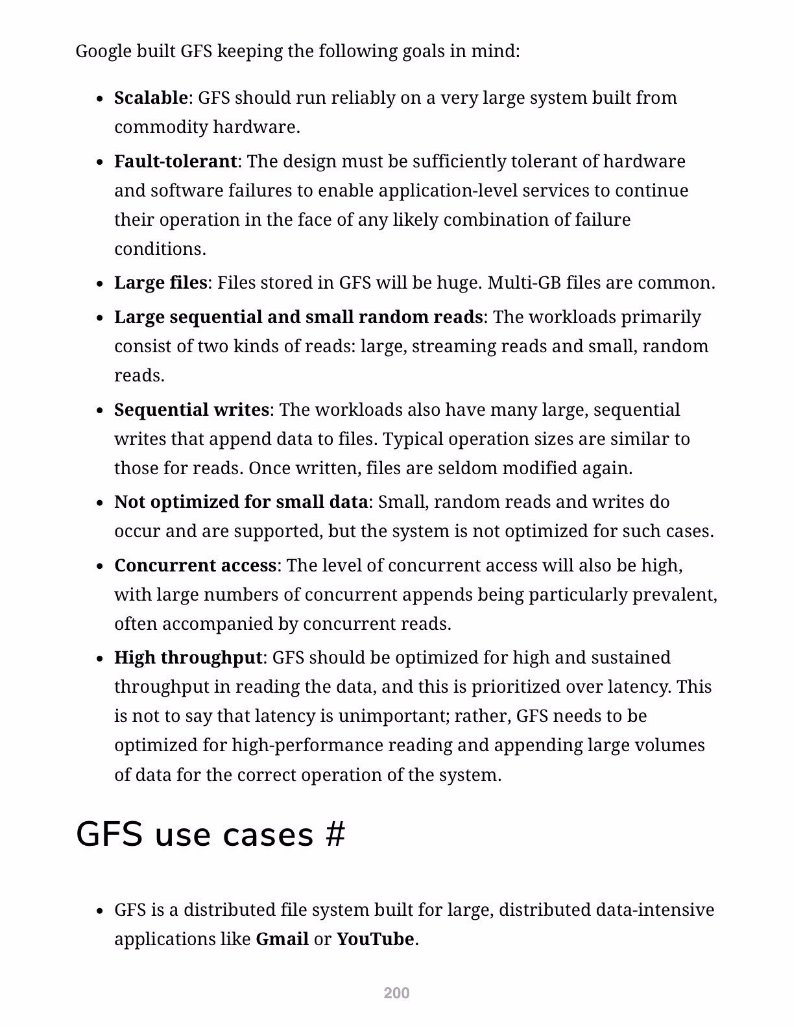 Google built GFS keeping the following goals in mind:
• Scalable: GFS should run reliably on a very large system built from
commodity hardware.
• Fault-tolerant: The design must be sufficiently tolerant of hardware
and software failures to enable application-level services to continue
their operation in the face of any likely combination of failure
conditions.
• Large files: Files stored in GFS will be huge. Multi-GB files are common.
• Large sequential and small random reads: The workloads primarily
consist of two kinds of reads: large, streaming reads and small, random
reads.
• Sequential writes: The workloads also have many large, sequential
writes that append data to files. Typical operation sizes are similar to
those for reads. Once written, files are seldom modified again.
• Not optimized for small data: Small, random reads and writes do
occur and are supported, but the system is not optimized for such cases.
• Concurrent access: The level of concurrent access will also be high,
with large numbers of concurrent appends being particularly prevalent,
often accompanied by concurrent reads.
• High throughput: GFS should be optimized for high and sustained
throughput in reading the data, and this is prioritized over latency. This
is not to say that latency is unimportant; rather, GFS needs to be
optimized for high-performance reading and appending large volumes
of data for the correct operation of the system.
GFS use cases #
• GFS is a distributed file system built for large, distributed data-intensive
applications like Gmail or YouTube.
200